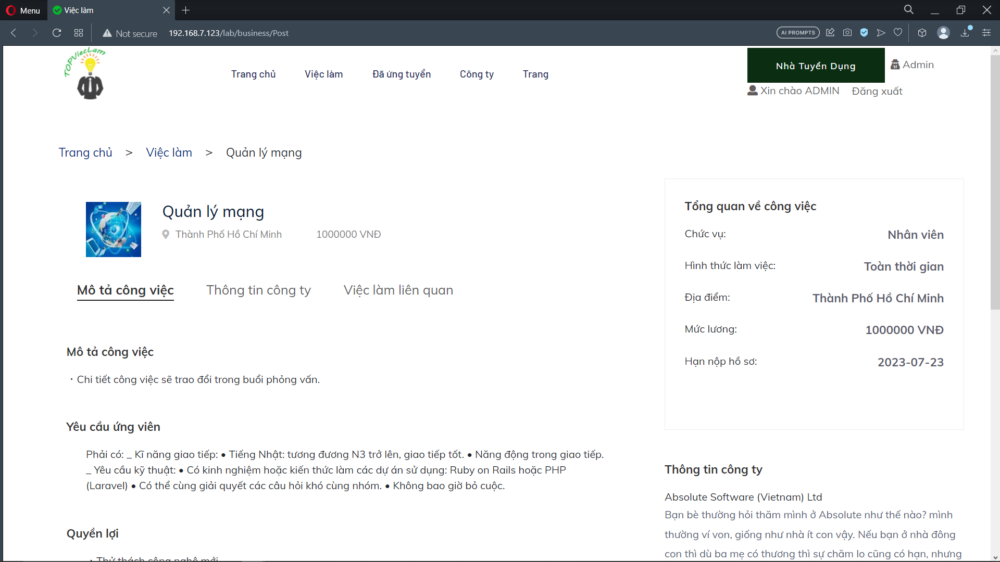 Menu
Việc làm
Not secure
192.168.7.123/lab/business/Post
AI PROMPTS
TOPViecLam
Trang chủ
Việc làm
Đã ứng tuyển
Công ty
Trang
Nhà Tuyển Dụng
Admin
Xin chào ADMIN
Đăng xuất
Trang chủ > Việc làm > Quản lý mạng
Quản lý mạng
Thành Phố Hồ Chí Minh
1000000 VNĐ
Mô tả công việc
Thông tin công ty
Việc làm liên quan
Mô tả công việc
· Chi tiết công việc sẽ trao đổi trong buổi phỏng vấn.
Yêu cầu ứng viên
Phải có: _ Kĩ năng giao tiếp: • Tiếng Nhật: tương đương N3 trở lên, giao tiếp tốt. • Năng động trong giao tiếp.
_ Yêu cầu kỹ thuật: • Có kinh nghiệm hoặc kiến thức làm các dự án sử dụng: Ruby on Rails hoặc PHP
(Laravel) • Có thể cùng giải quyết các câu hỏi khó cùng nhóm. • Không bao giờ bỏ cuộc.
Quyền lợi
· Thử thách công nghệ mới
Tổng quan về công việc
Chức vụ: Nhân viên
Hình thức làm việc: Toàn thời gian
Địa điểm: Thành Phố Hồ Chí Minh
Mức lương: 1000000 VNĐ
Hạn nộp hồ sơ: 2023-07-23
Thông tin công ty
Absolute Software (Vietnam) Ltd
Bạn bè thường hỏi thăm mình ở Absolute như thế nào? mình
thường ví von, giống như nhà ít con vậy. Nếu bạn ở nhà đông
con thì dù ba mẹ có thương thì sự chăm lo cũng có hạn, nhưng